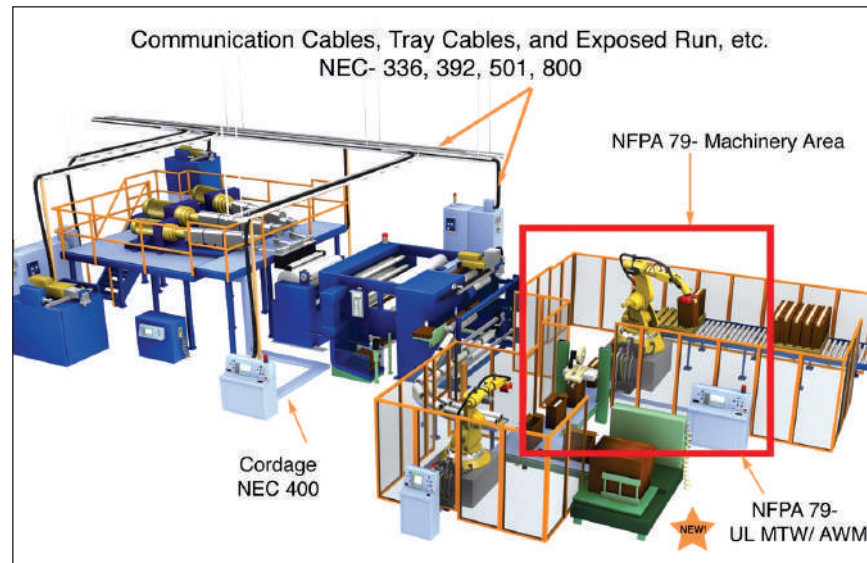 Communication Cables, Tray Cables, and Exposed Run, etc.
NEC- 336, 392, 501, 800
NFPA 79- Machinery Area
Cordage
NEC 400
NEW!
NFPA 79-
UL MTW/ AWM